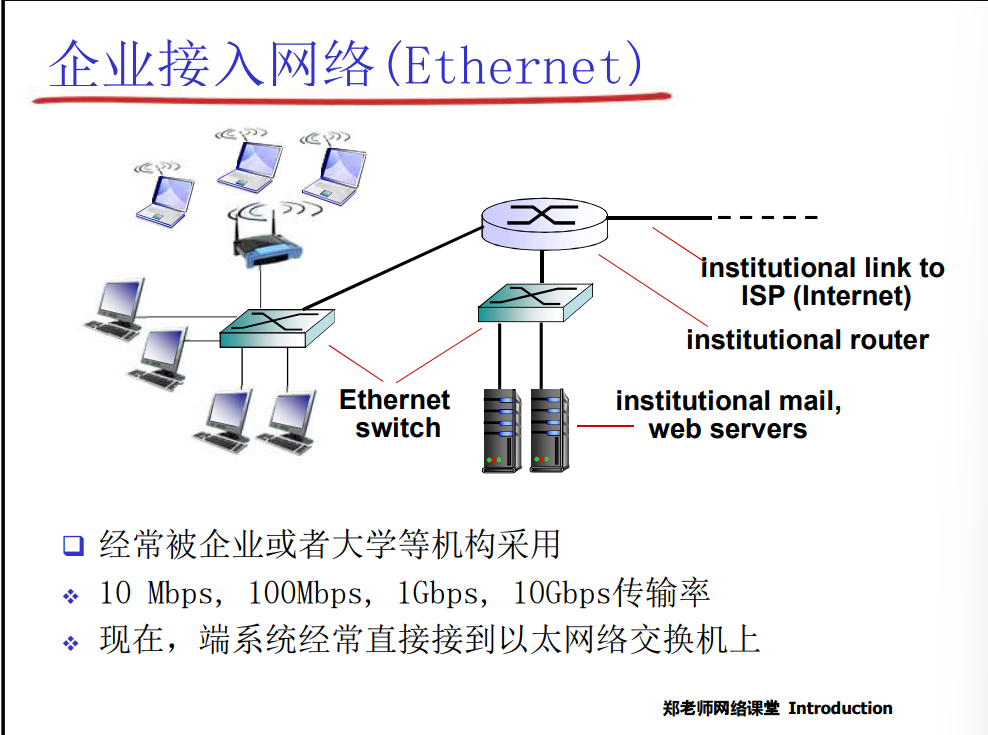 企业接入网络(Ethernet)
institutional link to
ISP (Internet)
institutional router
Ethernet
switch
institutional mail,
web servers
经常被企业或者大学等机构采用
10 Mbps, 100Mbps, 1Gbps, 10Gbps传输率
现在，端系统经常直接接到以太网络交换机上
郑老师网络课堂 Introduction